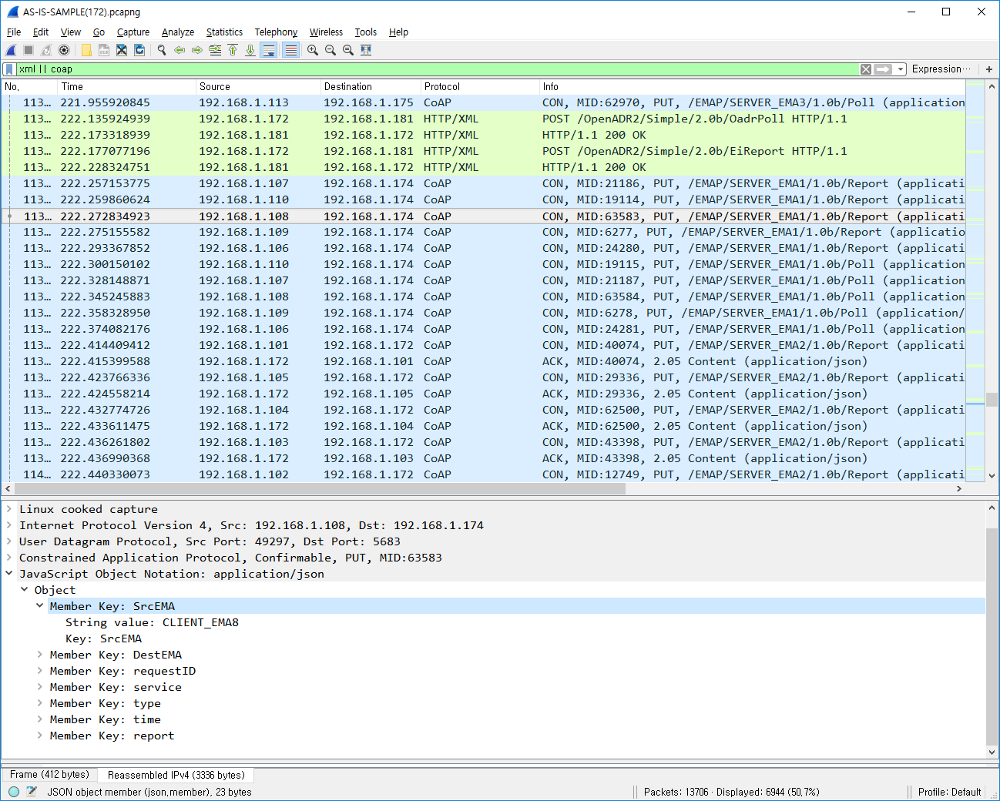 AS-IS-SAMPLE(172).pcapng
File Edit View Go Capture Analyze Statistics Telephony Wireless Tools Help
xml || coap Expression… +
No. Time Source Destination Protocol Info
113… 221.955920845 192.168.1.113 192.168.1.175 CoAP CON, MID:62970, PUT, /EMAP/SERVER_EMA3/1.0b/Poll (application
113… 222.135924939 192.168.1.172 192.168.1.181 HTTP/XML POST /OpenADR2/Simple/2.0b/OadrPoll HTTP/1.1
113… 222.173318939 192.168.1.181 192.168.1.172 HTTP/XML HTTP/1.1 200 OK
113… 222.177077196 192.168.1.172 192.168.1.181 HTTP/XML POST /OpenADR2/Simple/2.0b/EiReport HTTP/1.1
113… 222.228324751 192.168.1.181 192.168.1.172 HTTP/XML HTTP/1.1 200 OK
113… 222.257153775 192.168.1.107 192.168.1.174 CoAP CON, MID:21186, PUT, /EMAP/SERVER_EMA1/1.0b/Report (applicati
113… 222.259860624 192.168.1.110 192.168.1.174 CoAP CON, MID:19114, PUT, /EMAP/SERVER_EMA1/1.0b/Report (applicati
113… 222.272834923 192.168.1.108 192.168.1.174 CoAP CON, MID:63583, PUT, /EMAP/SERVER_EMA1/1.0b/Report (applicati
113… 222.275155582 192.168.1.109 192.168.1.174 CoAP CON, MID:6277, PUT, /EMAP/SERVER_EMA1/1.0b/Report (applicatio
113… 222.293367852 192.168.1.106 192.168.1.174 CoAP CON, MID:24280, PUT, /EMAP/SERVER_EMA1/1.0b/Report (applicati
113… 222.300150102 192.168.1.110 192.168.1.174 CoAP CON, MID:19115, PUT, /EMAP/SERVER_EMA1/1.0b/Poll (application
113… 222.328148871 192.168.1.107 192.168.1.174 CoAP CON, MID:21187, PUT, /EMAP/SERVER_EMA1/1.0b/Poll (application
113… 222.345245883 192.168.1.108 192.168.1.174 CoAP CON, MID:63584, PUT, /EMAP/SERVER_EMA1/1.0b/Poll (application
113… 222.358328950 192.168.1.109 192.168.1.174 CoAP CON, MID:6278, PUT, /EMAP/SERVER_EMA1/1.0b/Poll (application/
113… 222.374082176 192.168.1.106 192.168.1.174 CoAP CON, MID:24281, PUT, /EMAP/SERVER_EMA1/1.0b/Poll (application
113… 222.414409412 192.168.1.101 192.168.1.172 CoAP CON, MID:40074, PUT, /EMAP/SERVER_EMA2/1.0b/Report (applicati
113… 222.415399588 192.168.1.172 192.168.1.101 CoAP ACK, MID:40074, 2.05 Content (application/json)
113… 222.423766336 192.168.1.105 192.168.1.172 CoAP CON, MID:29336, PUT, /EMAP/SERVER_EMA2/1.0b/Report (applicati
113… 222.424558214 192.168.1.172 192.168.1.105 CoAP ACK, MID:29336, 2.05 Content (application/json)
113… 222.432774726 192.168.1.104 192.168.1.172 CoAP CON, MID:62500, PUT, /EMAP/SERVER_EMA2/1.0b/Report (applicati
113… 222.433611475 192.168.1.172 192.168.1.104 CoAP ACK, MID:62500, 2.05 Content (application/json)
113… 222.436261802 192.168.1.103 192.168.1.172 CoAP CON, MID:43398, PUT, /EMAP/SERVER_EMA2/1.0b/Report (applicati
113… 222.436990368 192.168.1.172 192.168.1.103 CoAP ACK, MID:43398, 2.05 Content (application/json)
114… 222.440330073 192.168.1.102 192.168.1.172 CoAP CON, MID:12749, PUT, /EMAP/SERVER_EMA2/1.0b/Report (applicati
Linux cooked capture
Internet Protocol Version 4, Src: 192.168.1.108, Dst: 192.168.1.174
User Datagram Protocol, Src Port: 49297, Dst Port: 5683
Constrained Application Protocol, Confirmable, PUT, MID:63583
JavaScript Object Notation: application/json
Object
Member Key: SrcEMA
String value: CLIENT_EMA8
Key: SrcEMA
Member Key: DestEMA
Member Key: requestID
Member Key: service
Member Key: type
Member Key: time
Member Key: report
Frame (412 bytes) Reassembled IPv4 (3336 bytes)
JSON object member (json.member), 23 bytes Packets: 13706 · Displayed: 6944 (50.7%) Profile: Default